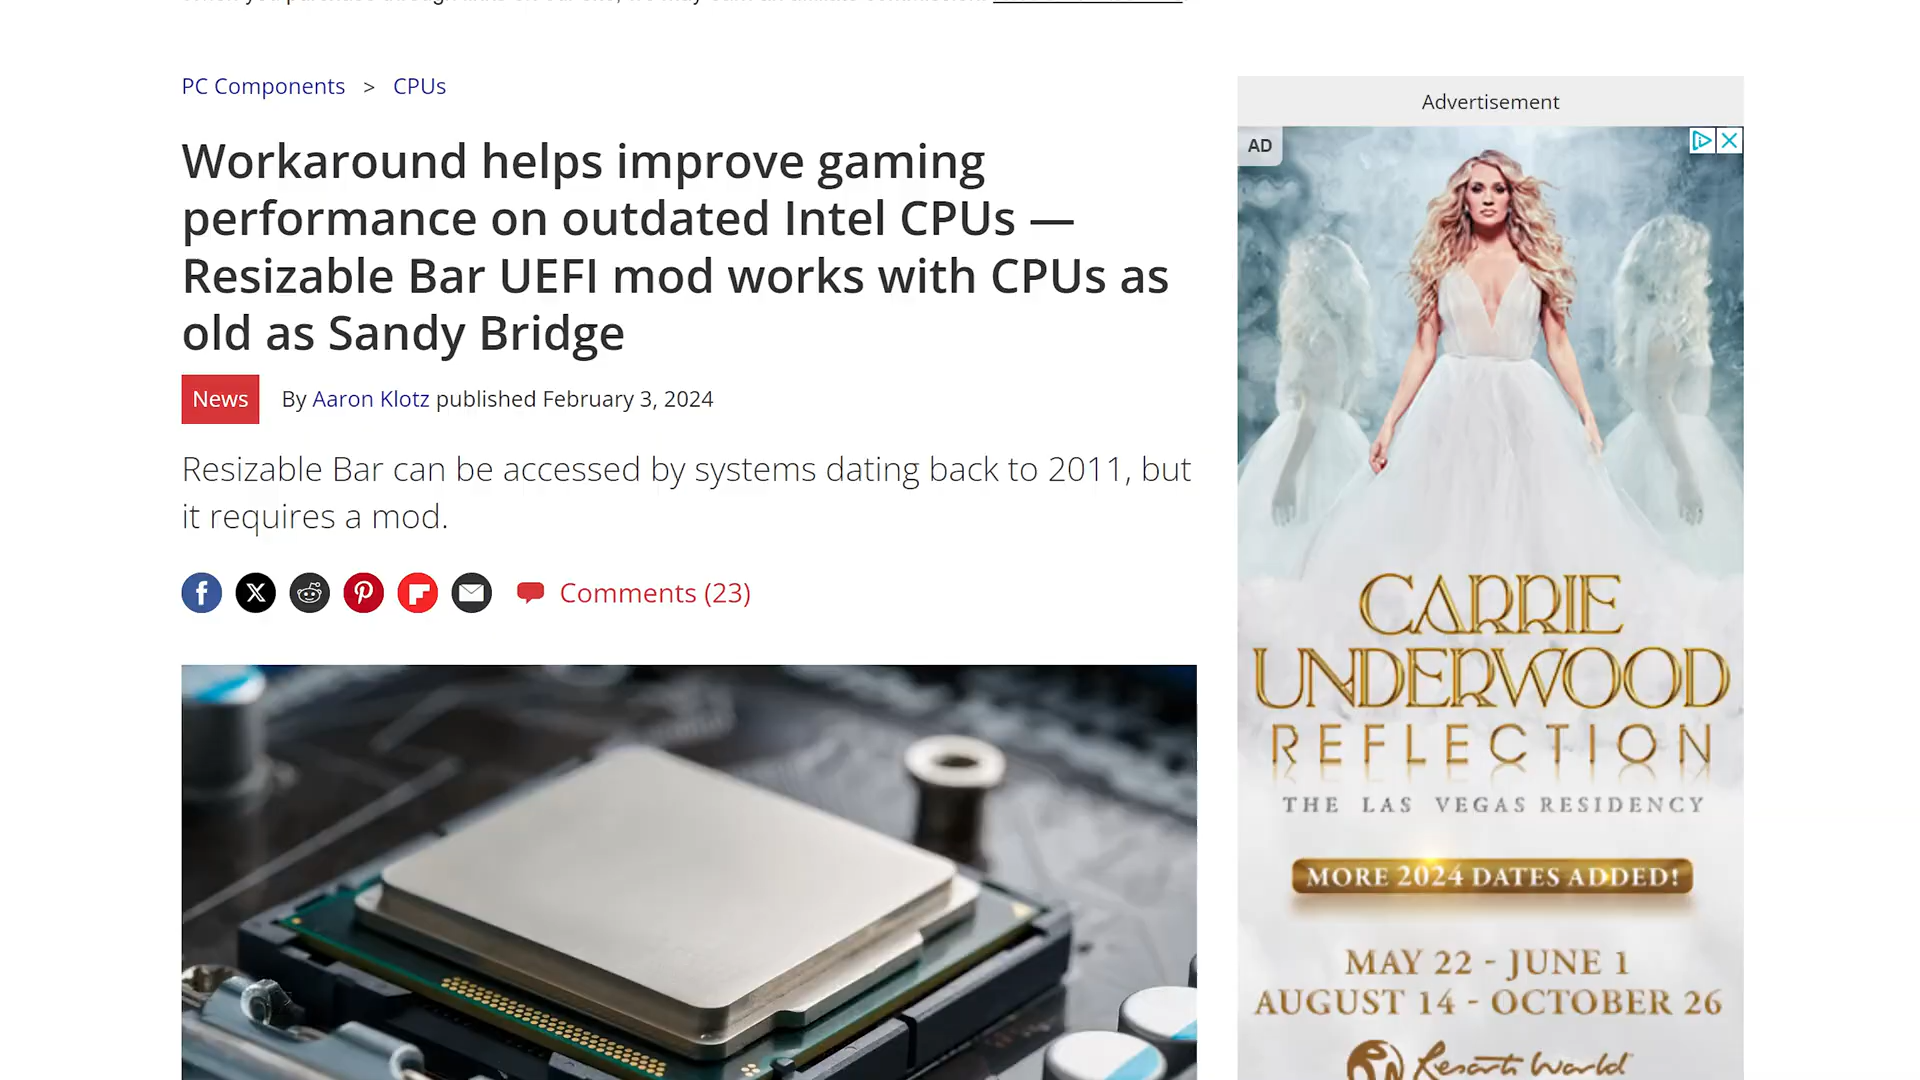 PC Components > CPUs
Workaround helps improve gaming
performance on outdated Intel CPUs —
Resizable Bar UEFI mod works with CPUs as
old as Sandy Bridge
News
By Aaron Klotz published February 3, 2024
Resizable Bar can be accessed by systems dating back to 2011, but
it requires a mod.
Comments (23)
Advertisement
AD
CARRIE
UNDERWOOD
REFLECTION
THE LAS VEGAS RESIDENCY
MORE 2024 DATES ADDED!
MAY 22 - JUNE 1
AUGUST 14 - OCTOBER 26
Resorts World